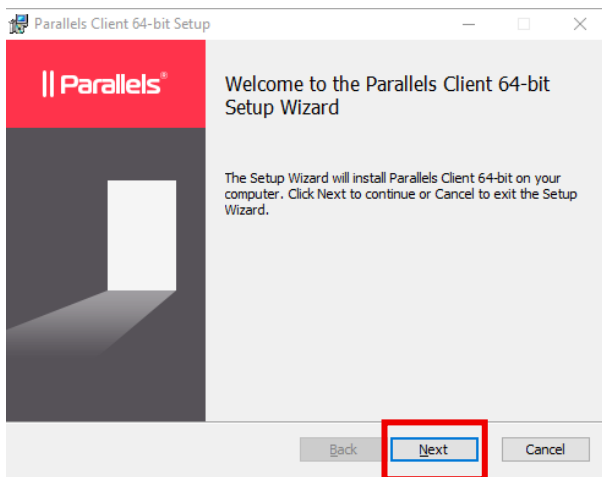 Parallels Client 64-bit Setup
|| Parallels®
Welcome to the Parallels Client 64-bit
Setup Wizard
The Setup Wizard will install Parallels Client 64-bit on your
computer. Click Next to continue or Cancel to exit the Setup
Wizard.
Back Next Cancel